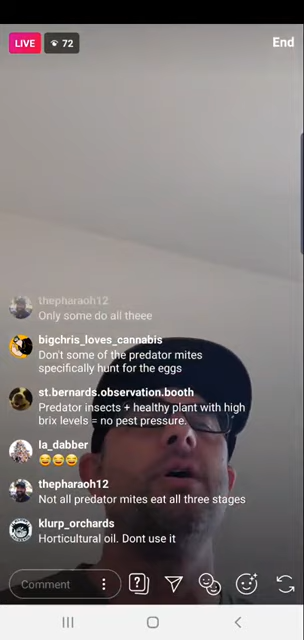 LIVE
72
End
thepharaoh12
Only some do all theee
bigchris_loves_cannabis
Don't some of the predator mites
specifically hunt for the eggs
st.bernards.observation.booth
Predator insects + healthy plant with high
brix levels = no pest pressure.
la_dabber
😅😅😅
thepharaoh12
Not all predator mites eat all three stages
klurp_orchards
Horticultural oil. Dont use it
Comment